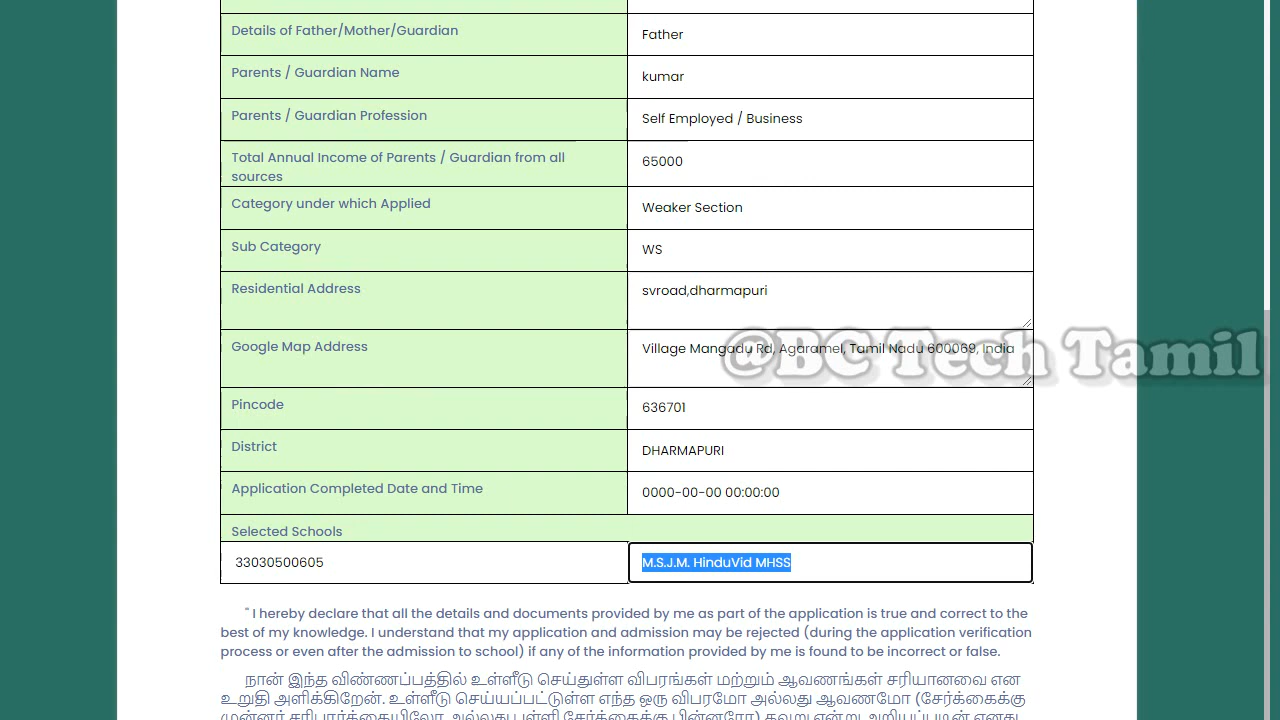 Details of Father/Mother/Guardian
Father
Parents / Guardian Name
kumar
Parents / Guardian Profession
Self Employed / Business
Total Annual Income of Parents / Guardian from all
sources
65000
Category under which Applied
Weaker Section
Sub Category
WS
Residential Address
svroad,dharmapuri
Google Map Address
Village Mangadu Rd, Agaramel, Tamil Nadu 600069, India
@BC Tech Tamil
Pincode
636701
District
DHARMAPURI
Application Completed Date and Time
0000-00-00 00:00:00
Selected Schools
33030500605
M.S.J.M. HinduVid MHSS
" I hereby declare that all the details and documents provided by me as part of the application is true and correct to the
best of my knowledge. I understand that my application and admission may be rejected (during the application verification
process or even after the admission to school) if any of the information provided by me is found to be incorrect or false.
நான் இந்த விண்ணப்பத்தில் உள்ளீடு செய்துள்ள விபரங்கள் மற்றும் ஆவணங்கள் சரியானவை என
உறுதி அளிக்கிறேன். உள்ளீடு செய்யப்பட்டுள்ள எந்த ஒரு விபரமோ அல்லது ஆவணமோ (சேர்க்கைக்கு